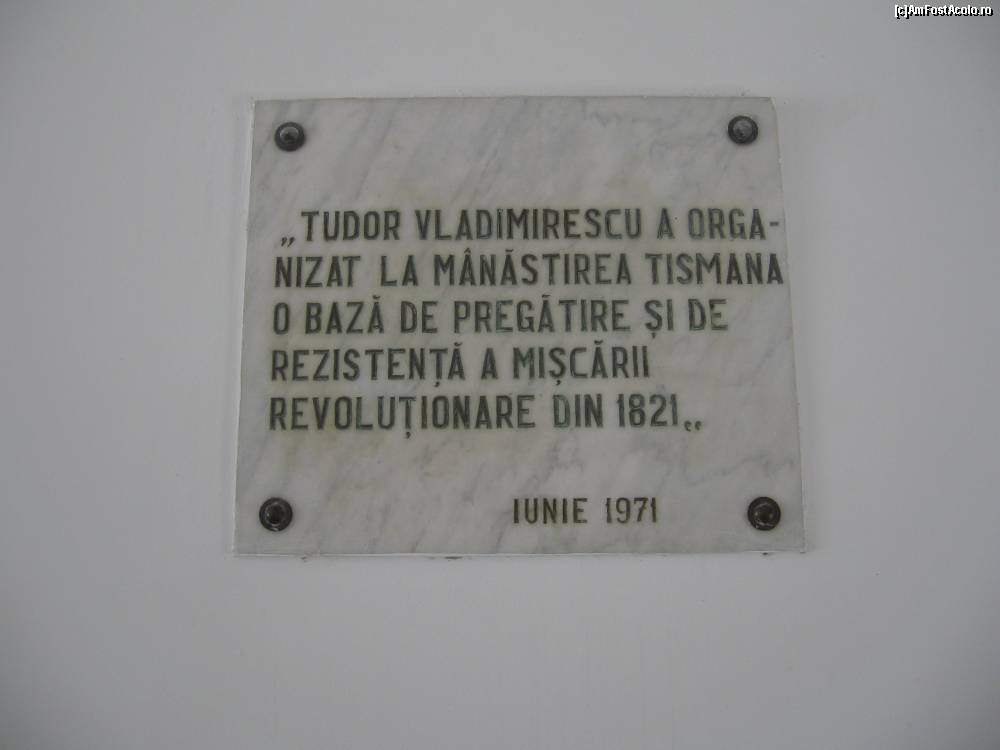 [c]AmFostAcolo.ro
„TUDOR VLADIMIRESCU A ORGA-
NIZAT LA MÂNĂSTIREA TISMANA
O BAZĂ DE PREGĂTIRE ȘI DE
REZISTENȚĂ A MIȘCĂRII
REVOLUȚIONARE DIN 1821„
IUNIE 1971